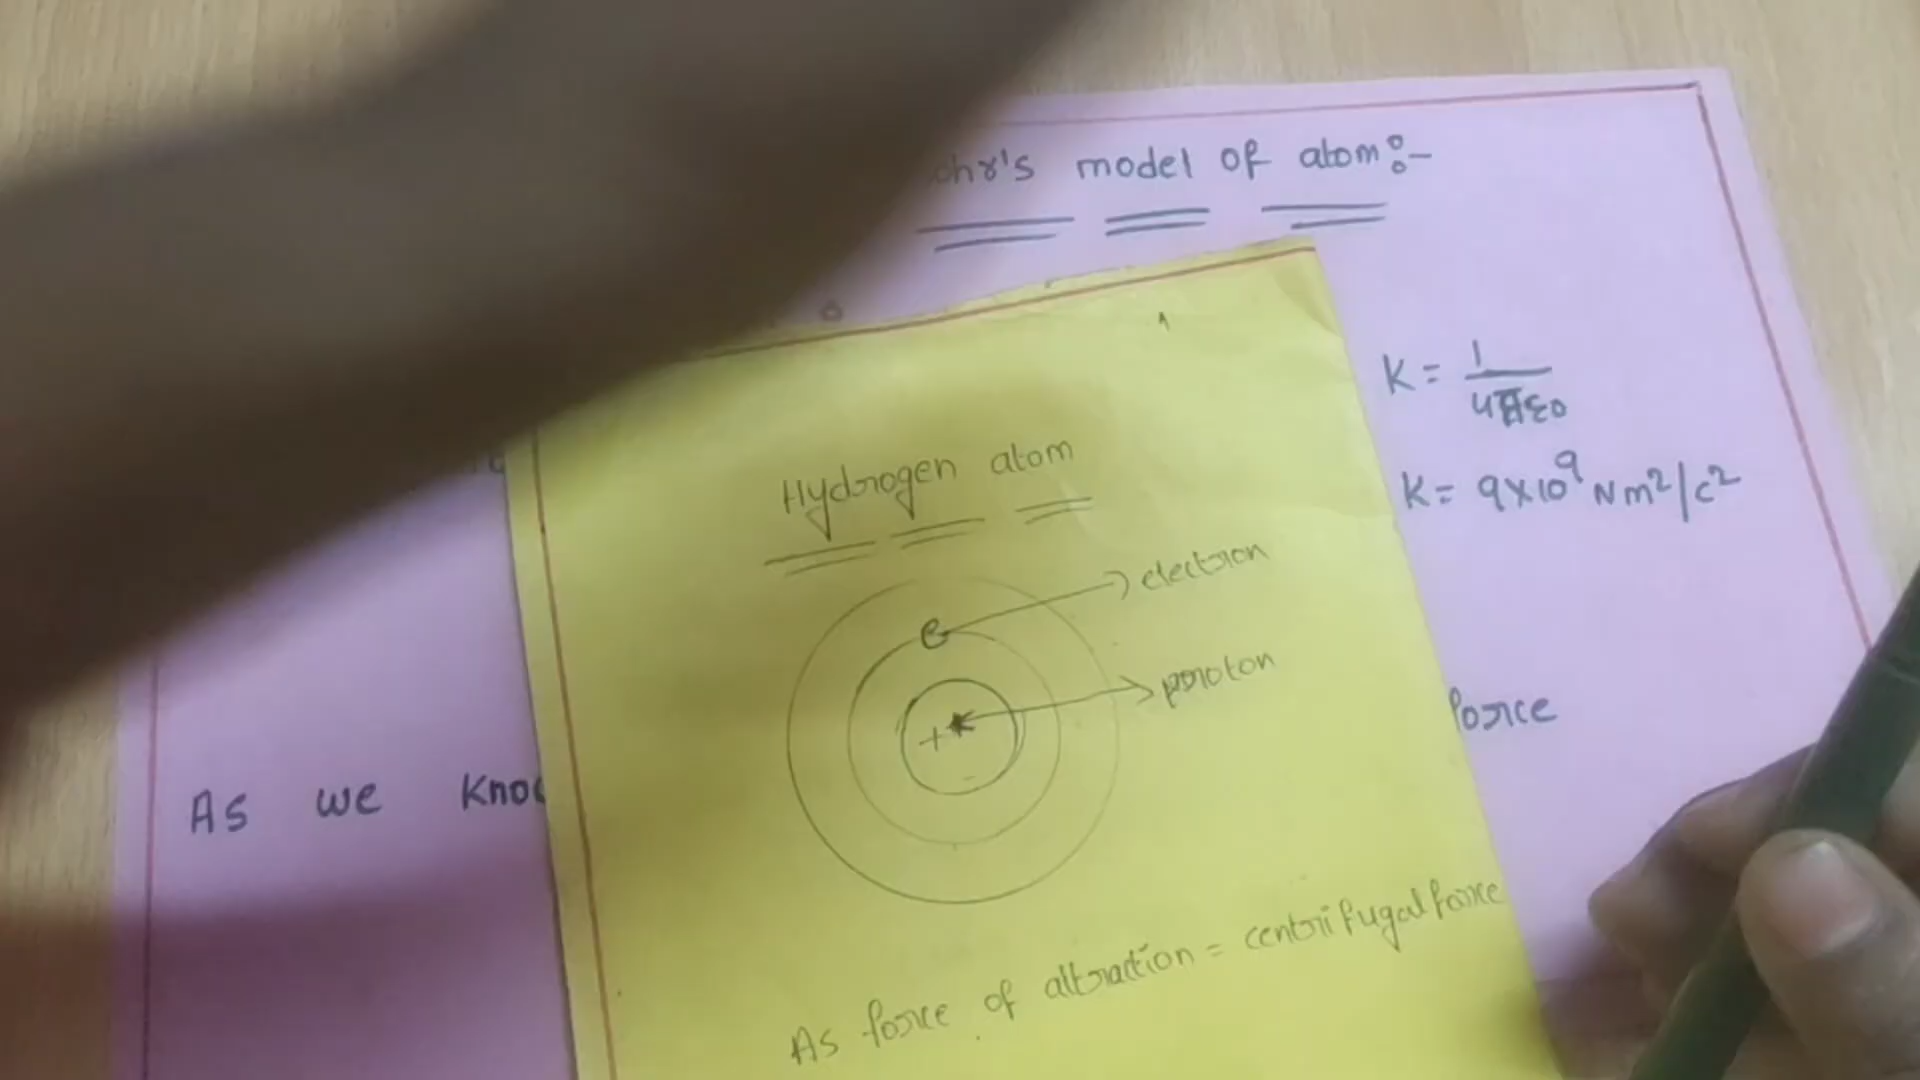 model of atom:-
K = 1/4πε0
K = 9×10⁹ Nm²/c²
force
As we
Hydrogen atom
e → electron
+ → proton
As force of attraction = centrifugal force